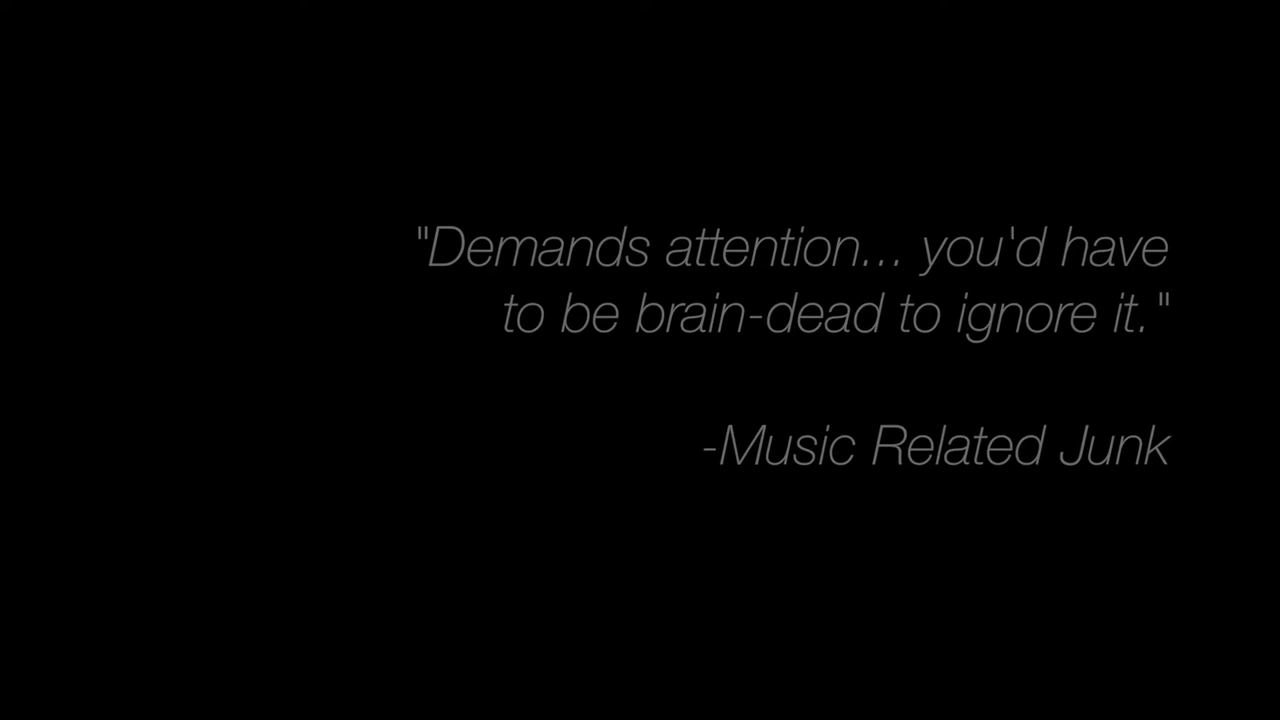 "Demands attention... you'd have
to be brain-dead to ignore it."
-Music Related Junk